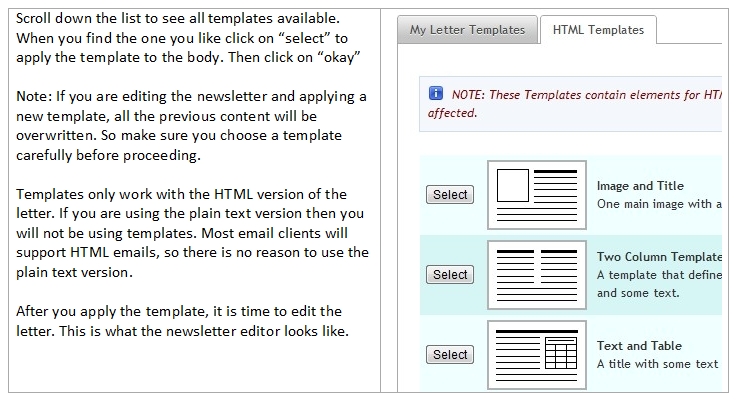 Scroll down the list to see all templates available.
When you find the one you like click on “select” to
apply the template to the body. Then click on “okay”
Note: If you are editing the newsletter and applying a
new template, all the previous content will be
overwritten. So make sure you choose a template
carefully before proceeding.
Templates only work with the HTML version of the
letter. If you are using the plain text version then you
will not be using templates. Most email clients will
support HTML emails, so there is no reason to use the
plain text version.
After you apply the template, it is time to edit the
letter. This is what the newsletter editor looks like.
My Letter Templates
HTML Templates
NOTE: These Templates contain elements for
affected.
Select
Image and Title
One main image with a
Select
Two Column Template
A template that define
and some text.
Select
Text and Table
A title with some text